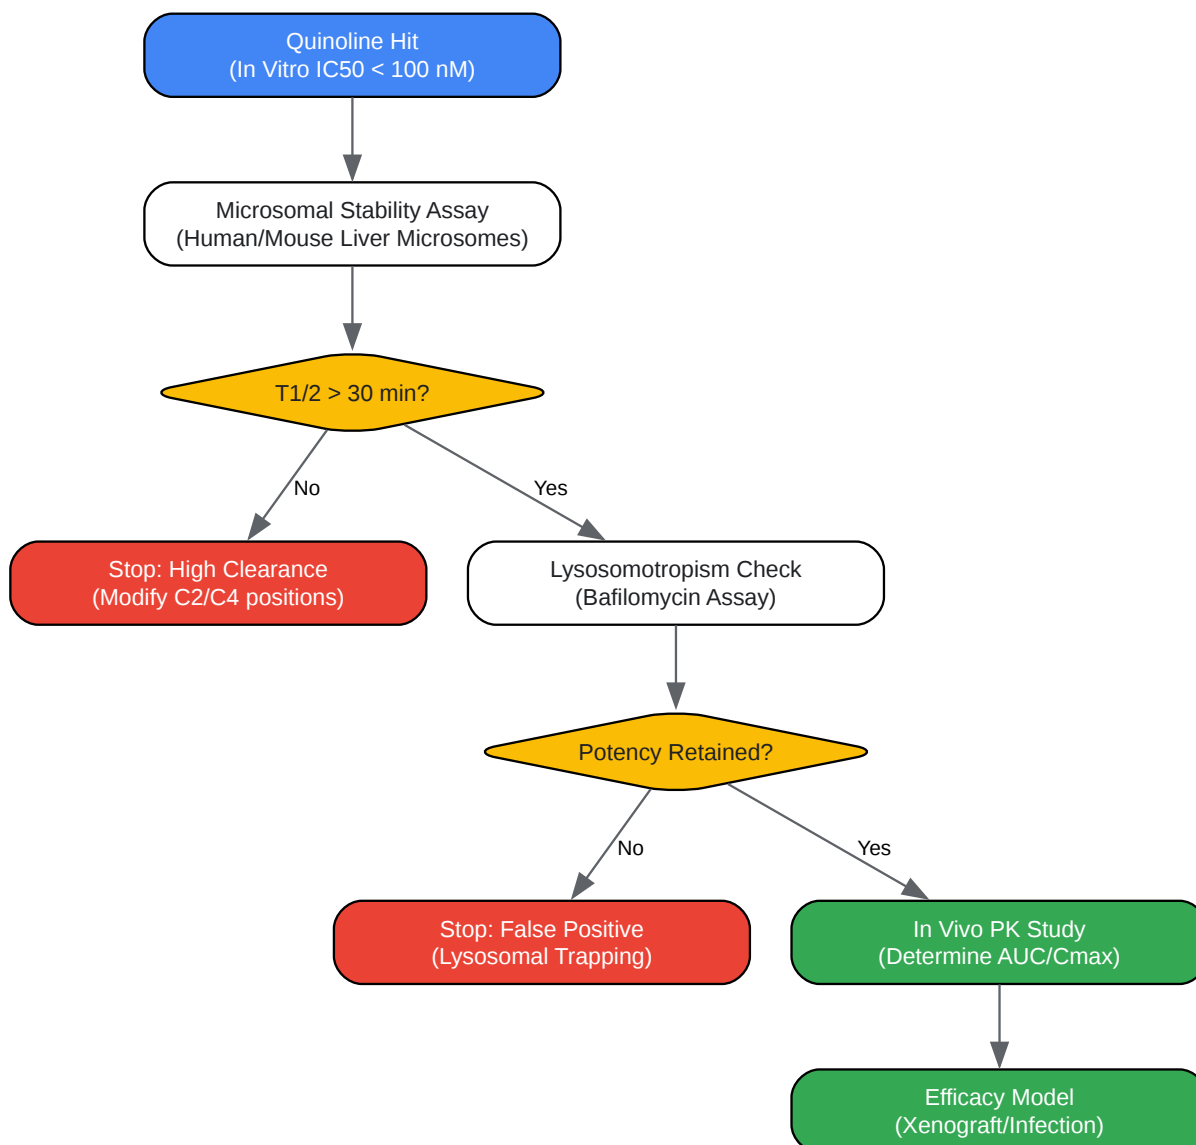 Quinoline Hit
(In Vitro IC50 < 100 nM)
Microsomal Stability Assay
(Human/Mouse Liver Microsomes)
T1/2 > 30 min?
No
Yes
Stop: High Clearance
(Modify C2/C4 positions)
Lysosomotropism Check
(Bafilomycin Assay)
Potency Retained?
No
Yes
Stop: False Positive
(Lysosomal Trapping)
In Vivo PK Study
(Determine AUC/Cmax)
Efficacy Model
(Xenograft/Infection)